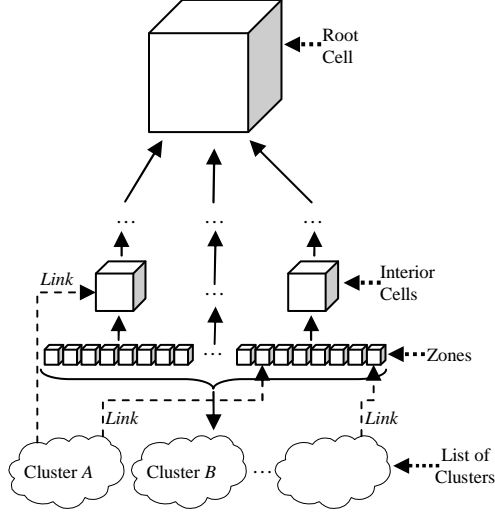 Root
Cell
...
...
...
Link
Interior
Cells
...
...
Zones
Link
Link
Cluster A
Cluster B
...
List of
Clusters